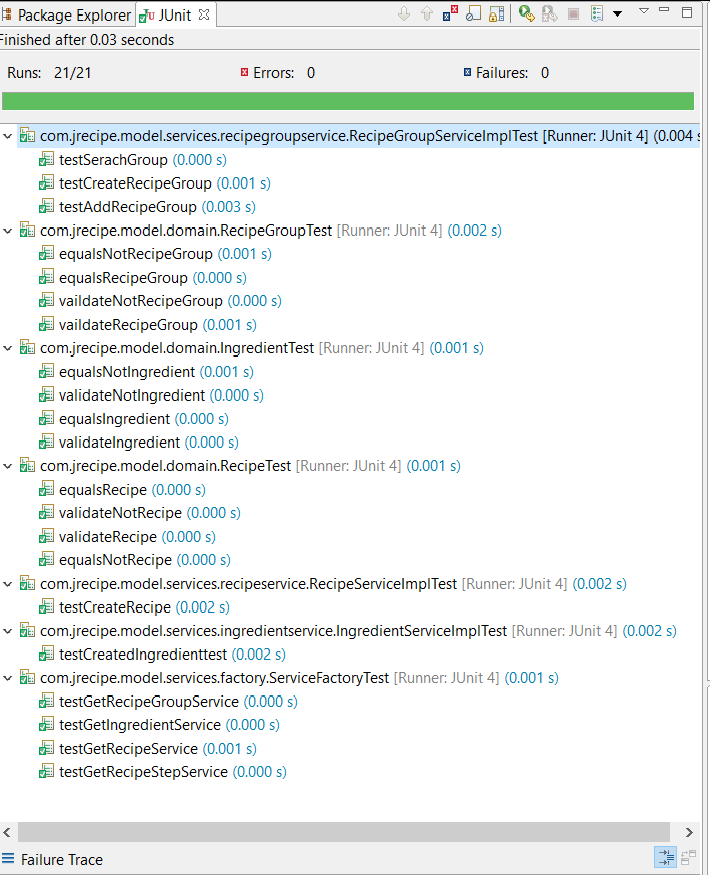 Package Explorer JUnit
Finished after 0.03 seconds
Runs: 21/21 Errors: 0 Failures: 0
com.jrecipe.model.services.recipegroupservice.RecipeGroupServiceImplTest [Runner: JUnit 4] (0.004 s
testSerachGroup (0.000 s)
testCreateRecipeGroup (0.001 s)
testAddRecipeGroup (0.003 s)
com.jrecipe.model.domain.RecipeGroupTest [Runner: JUnit 4] (0.002 s)
equalsNotRecipeGroup (0.001 s)
equalsRecipeGroup (0.000 s)
vaildateNotRecipeGroup (0.000 s)
vaildateRecipeGroup (0.001 s)
com.jrecipe.model.domain.IngredientTest [Runner: JUnit 4] (0.001 s)
equalsNotIngredient (0.001 s)
validateNotIngredient (0.000 s)
equalsIngredient (0.000 s)
validateIngredient (0.000 s)
com.jrecipe.model.domain.RecipeTest [Runner: JUnit 4] (0.001 s)
equalsRecipe (0.000 s)
validateNotRecipe (0.000 s)
validateRecipe (0.000 s)
equalsNotRecipe (0.000 s)
com.jrecipe.model.services.recipeservice.RecipeServiceImplTest [Runner: JUnit 4] (0.002 s)
testCreateRecipe (0.002 s)
com.jrecipe.model.services.ingredientservice.IngredientServiceImplTest [Runner: JUnit 4] (0.002 s)
testCreatedIngredienttest (0.002 s)
com.jrecipe.model.services.factory.ServiceFactoryTest [Runner: JUnit 4] (0.001 s)
testGetRecipeGroupService (0.000 s)
testGetIngredientService (0.000 s)
testGetRecipeService (0.001 s)
testGetRecipeStepService (0.000 s)
Failure Trace